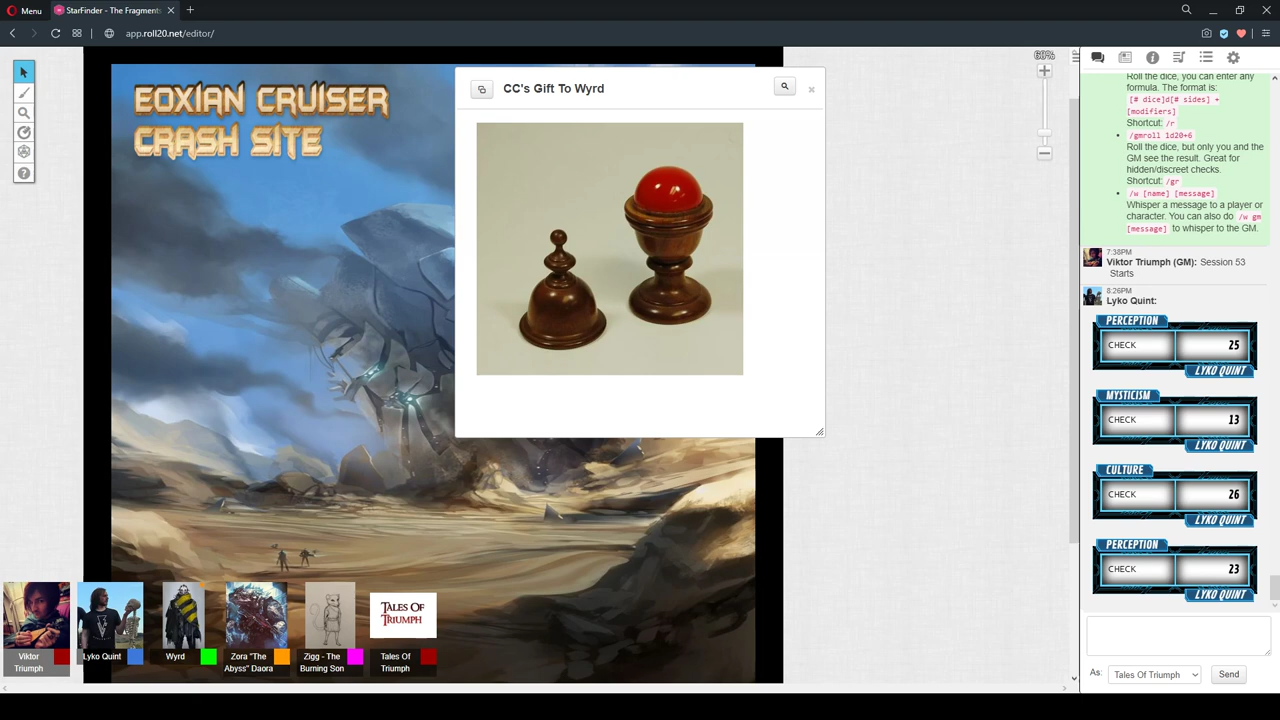 Menu
StarFinder - The Fragments
app.roll20.net/editor/
EOXIAN CRUISER
CRASH SITE
CC's Gift To Wyrd
60%
Roll the dice, you can enter any
formula. The format is:
[# dice]d[# sides] +
[modifiers]
Shortcut: /r
/gmroll 1d20+6
Roll the dice, but only you and the
GM see the result. Great for
hidden/discreet checks.
Shortcut: /gr
/w [name] [message]
Whisper a message to a player or
character. You can also do /w gm
[message] to whisper to the GM.
7:38PM
Viktor Triumph (GM): Session 53
Starts
8:26PM
Lyko Quint:
PERCEPTION
CHECK 25
LYKO QUINT
MYSTICISM
CHECK 13
LYKO QUINT
CULTURE
CHECK 26
LYKO QUINT
PERCEPTION
CHECK 23
LYKO QUINT
TALES OF
TRIUMPH
Viktor
Triumph
Lyko Quint
Wyrd
Zora "The
Abyss" Daora
Zigg - The
Burning Son
Tales Of
Triumph
As: Tales Of Triumph
Send